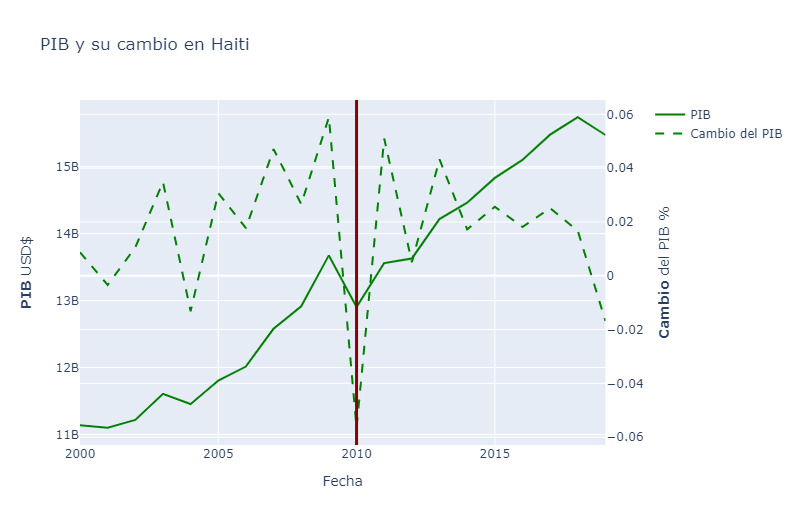 PIB y su cambio en Haiti
PIB
Cambio del PIB
15B
14B
13B
12B
11B
PIB USD$
0.06
0.04
0.02
0
−0.02
−0.04
−0.06
Cambio del PIB %
2000
2005
2010
2015
Fecha